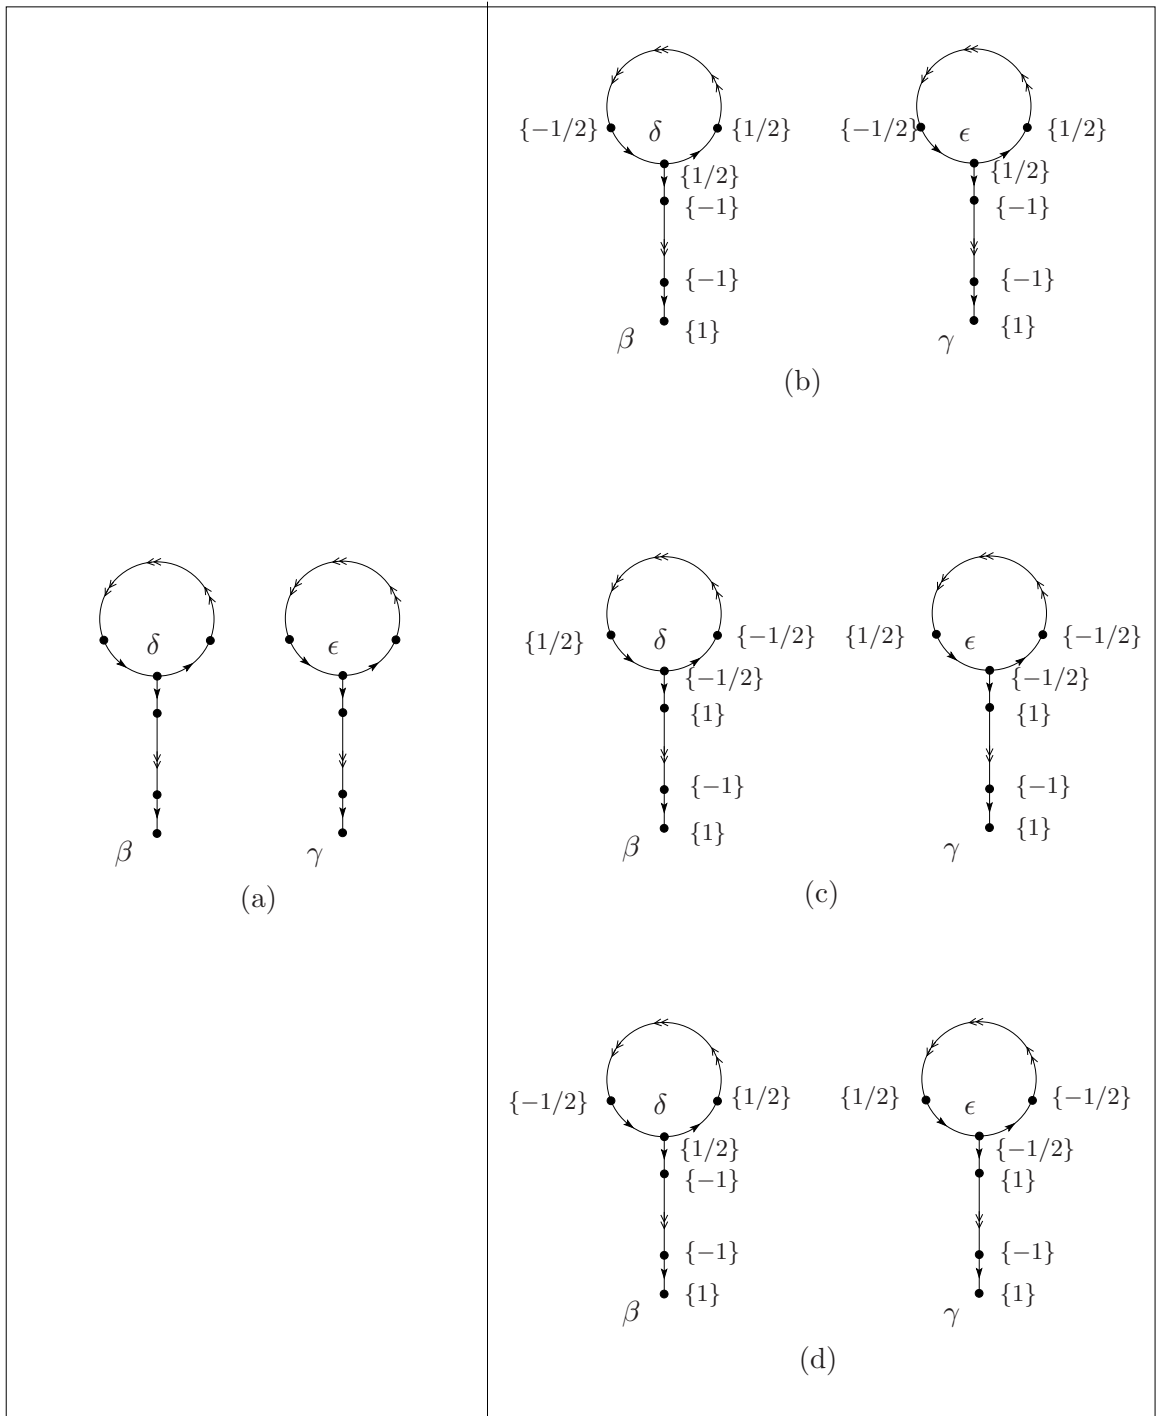 {−1/2} δ {1/2} {−1/2} ϵ {1/2}
{1/2} {1/2}
{−1} {−1}
{−1} {−1}
β {1} γ {1}
(b)
δ ϵ
β γ
(a)
{1/2} δ {−1/2} {1/2} ϵ {−1/2}
{−1/2} {−1/2}
{1} {1}
{−1} {−1}
β {1} γ {1}
(c)
{−1/2} δ {1/2} {1/2} ϵ {−1/2}
{1/2} {−1/2}
{−1} {1}
{−1} {−1}
β {1} γ {1}
(d)